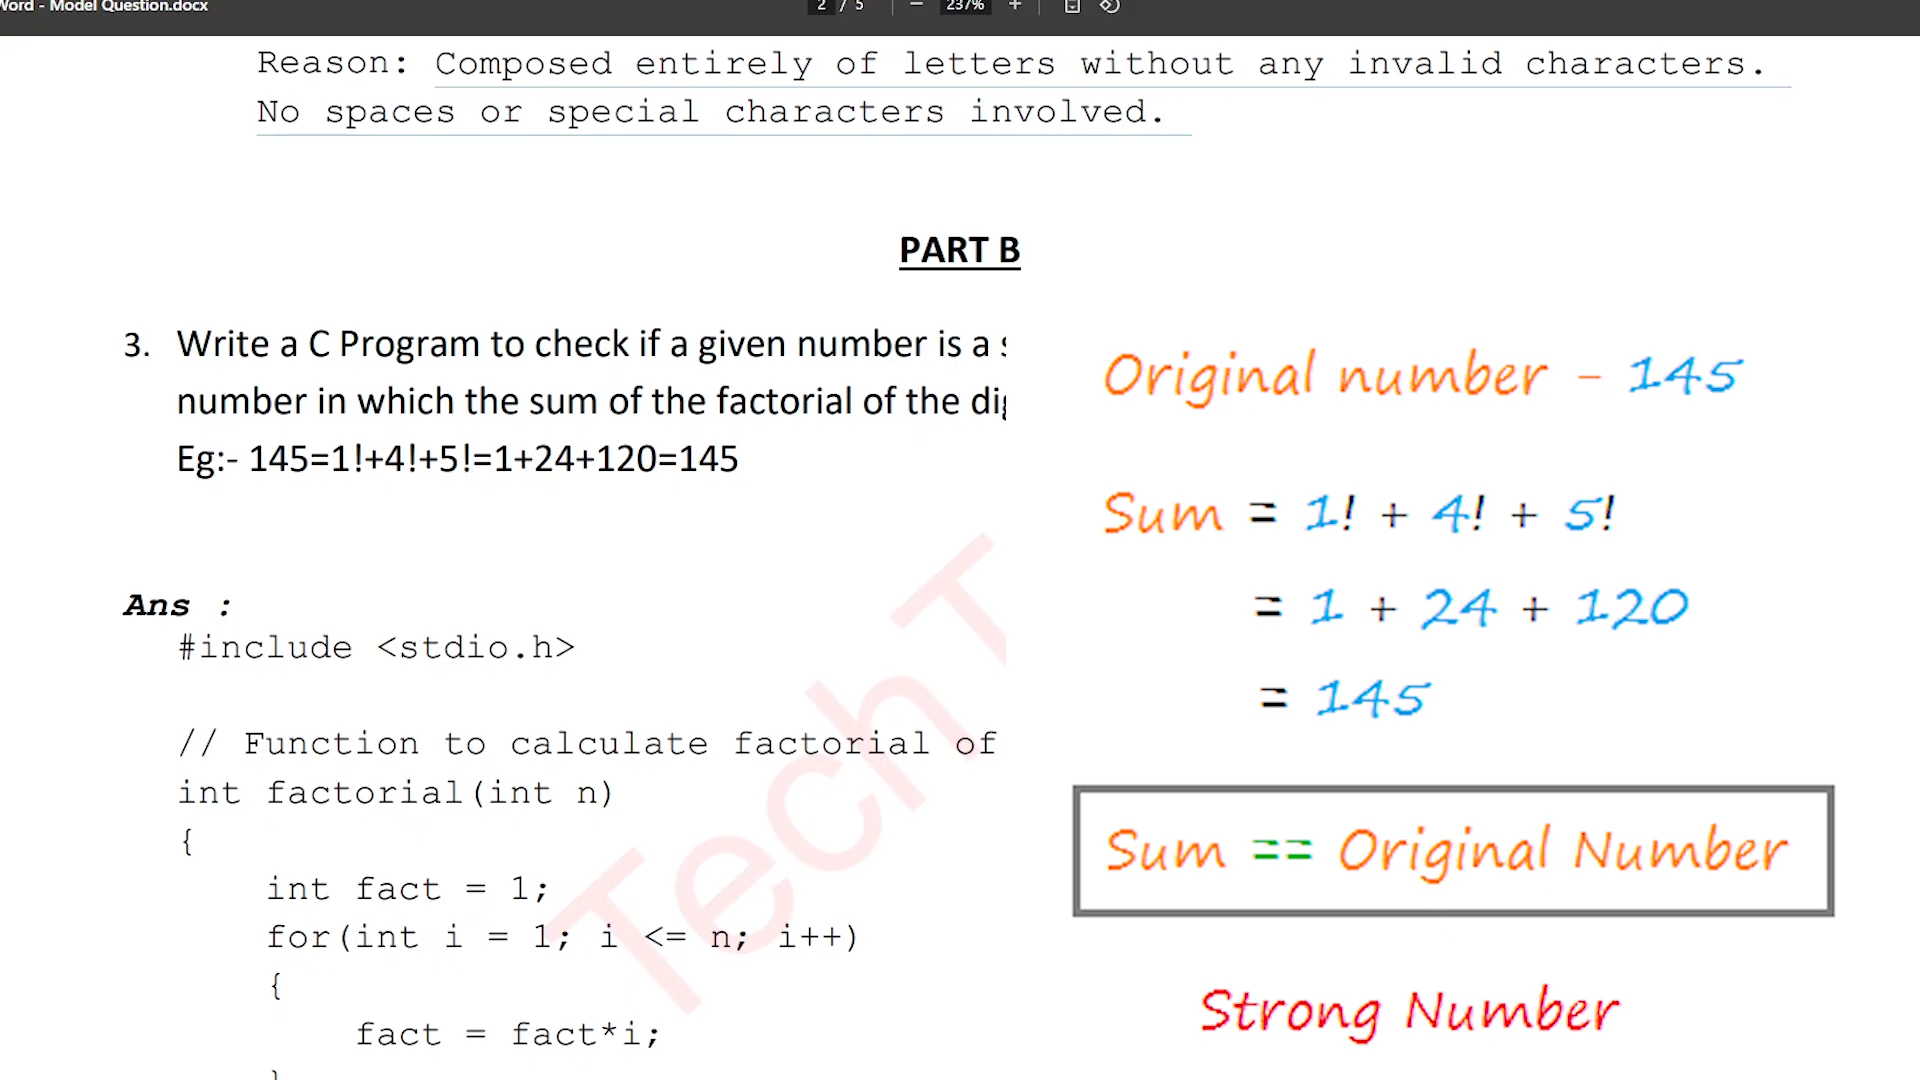 Word - Model Question.docx
2 / 5
237%
Reason: Composed entirely of letters without any invalid characters.
No spaces or special characters involved.
PART B
3. Write a C Program to check if a given number is a
number in which the sum of the factorial of the
Eg:- 145=1!+4!+5!=1+24+120=145
Ans :
#include <stdio.h>
// Function to calculate factorial of
int factorial(int n)
{
int fact = 1;
for(int i = 1; i <= n; i++)
{
fact = fact*i;
}
Tech T
Original number - 145
Sum = 1! + 4! + 5!
= 1 + 24 + 120
= 145
Sum == Original Number
Strong Number